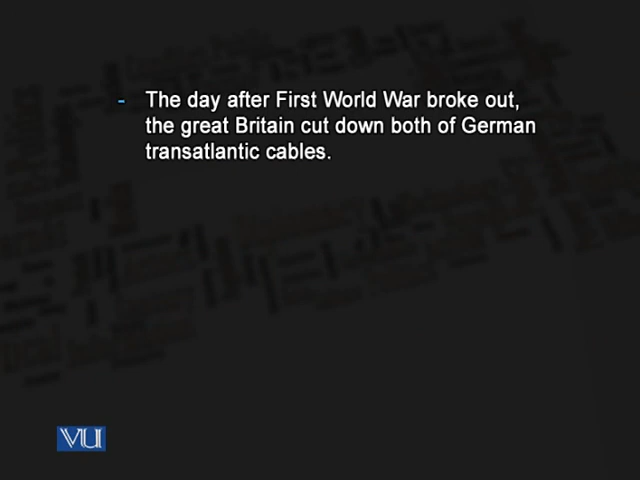 - The day after First World War broke out,
the great Britain cut down both of German
transatlantic cables.
VU